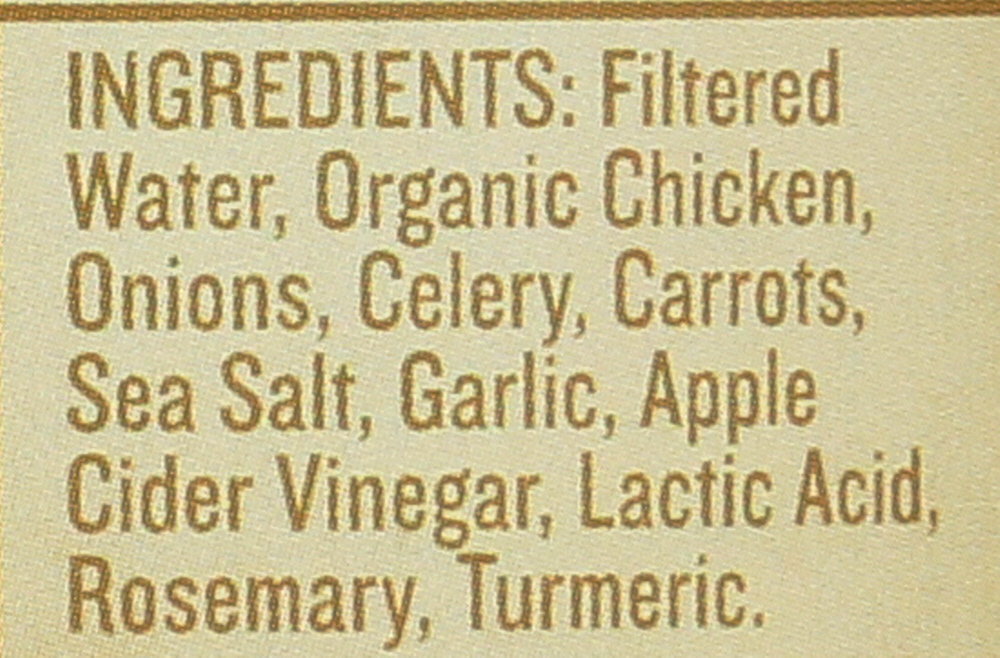 INGREDIENTS: Filtered
Water, Organic Chicken,
Onions, Celery, Carrots,
Sea Salt, Garlic, Apple
Cider Vinegar, Lactic Acid,
Rosemary, Turmeric.